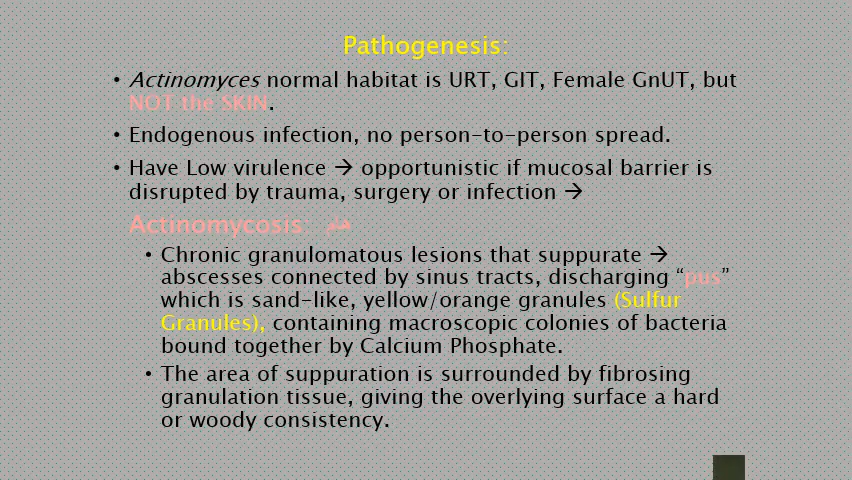 Pathogenesis:
• Actinomyces normal habitat is URT, GIT, Female GnUT, but
NOT the SKIN.
• Endogenous infection, no person-to-person spread.
• Have Low virulence → opportunistic if mucosal barrier is
disrupted by trauma, surgery or infection →
Actinomycosis: هام
• Chronic granulomatous lesions that suppurate →
abscesses connected by sinus tracts, discharging “pus”
which is sand-like, yellow/orange granules (Sulfur
Granules), containing macroscopic colonies of bacteria
bound together by Calcium Phosphate.
• The area of suppuration is surrounded by fibrosing
granulation tissue, giving the overlying surface a hard
or woody consistency.